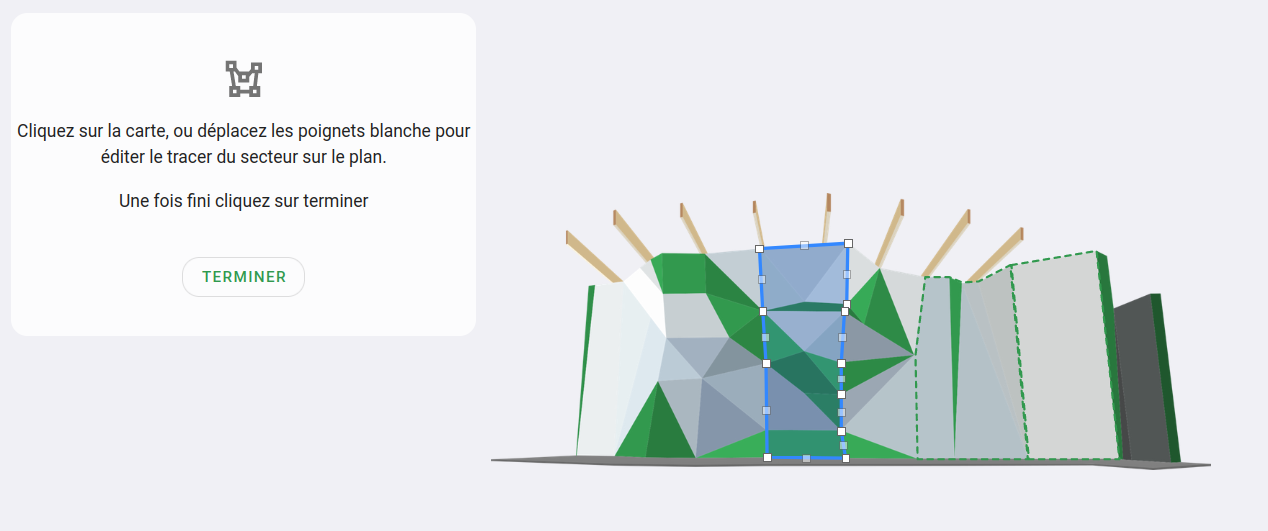 Cliquez sur la carte, ou déplacez les poignets blanche pour
éditer le tracer du secteur sur le plan.
Une fois fini cliquez sur terminer
TERMINER